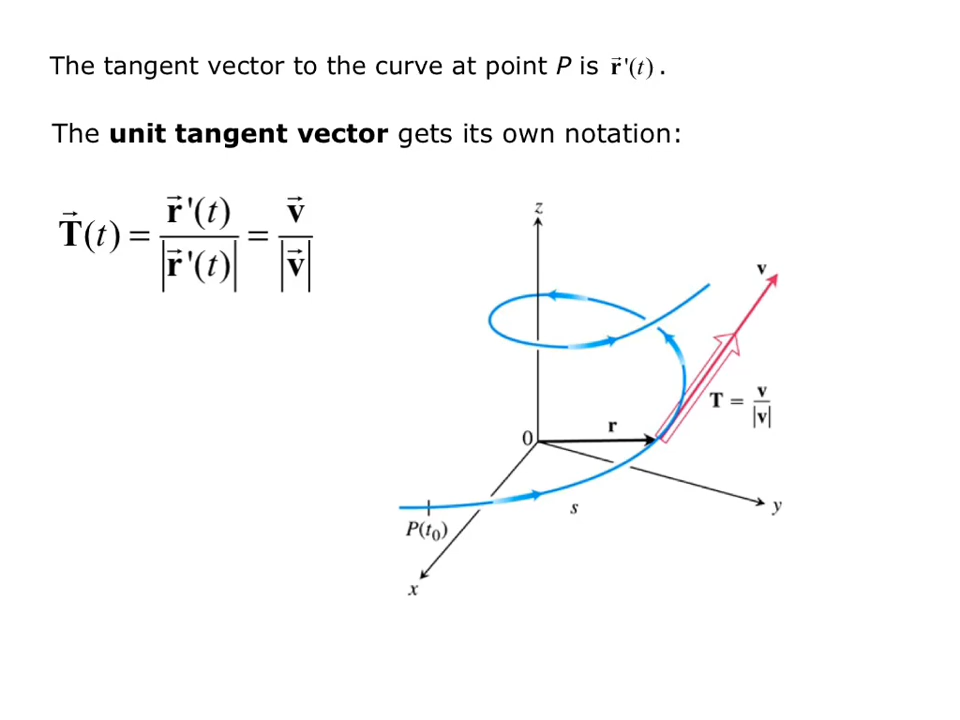 The tangent vector to the curve at point P is r⃗'(t).
The unit tangent vector gets its own notation:
T⃗(t) = r⃗'(t) / |r⃗'(t)| = v⃗ / |v⃗|
z
v
T = v / |v|
r
0
s
y
P(t₀)
x